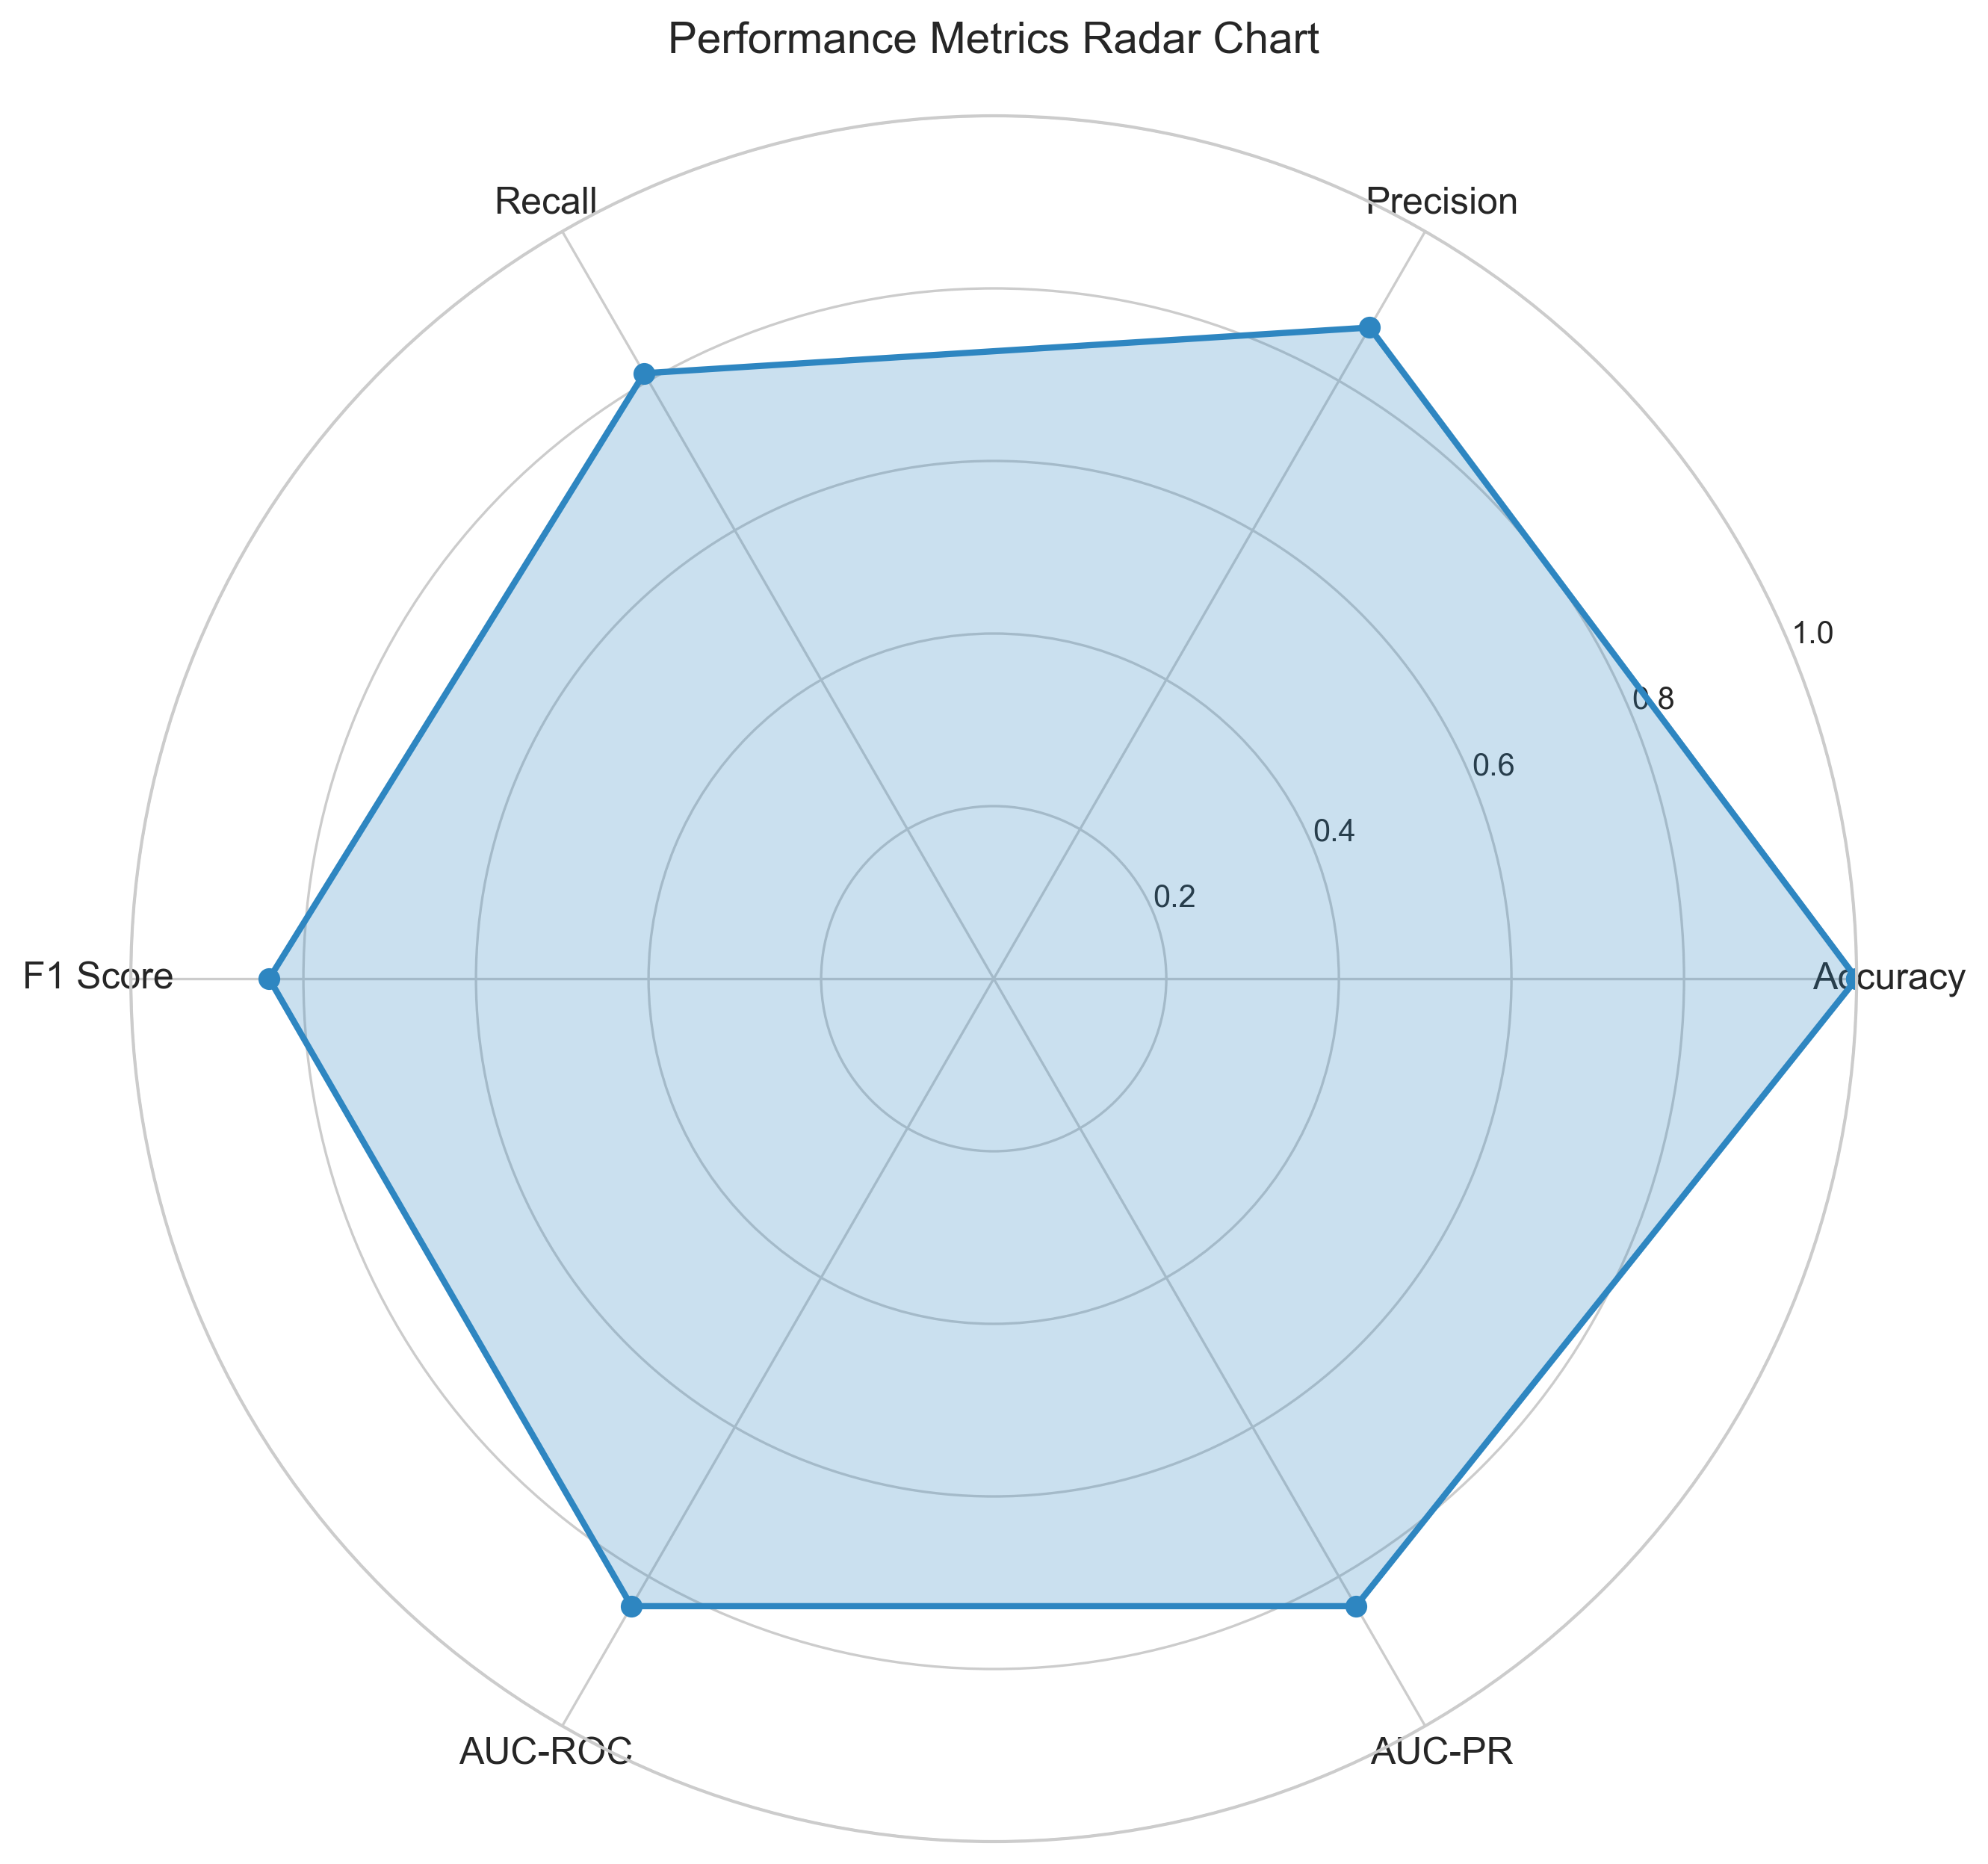 Performance Metrics Radar Chart
Recall
Precision
1.0
0.8
0.6
0.4
0.2
F1 Score
Accuracy
AUC-ROC
AUC-PR